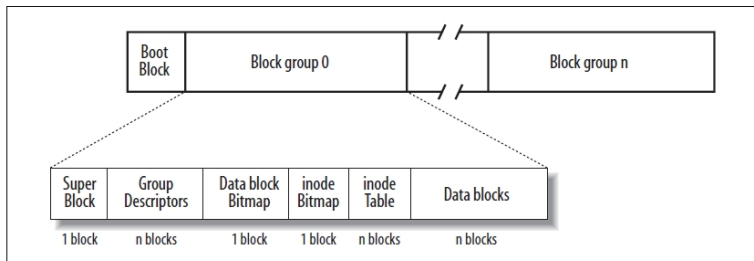 Boot
Block
Block group 0
Block group n
Super
Block
Group
Descriptors
Data block
Bitmap
inode
Bitmap
inode
Table
Data blocks
1 block
n blocks
1 block
1 block
n blocks
n blocks